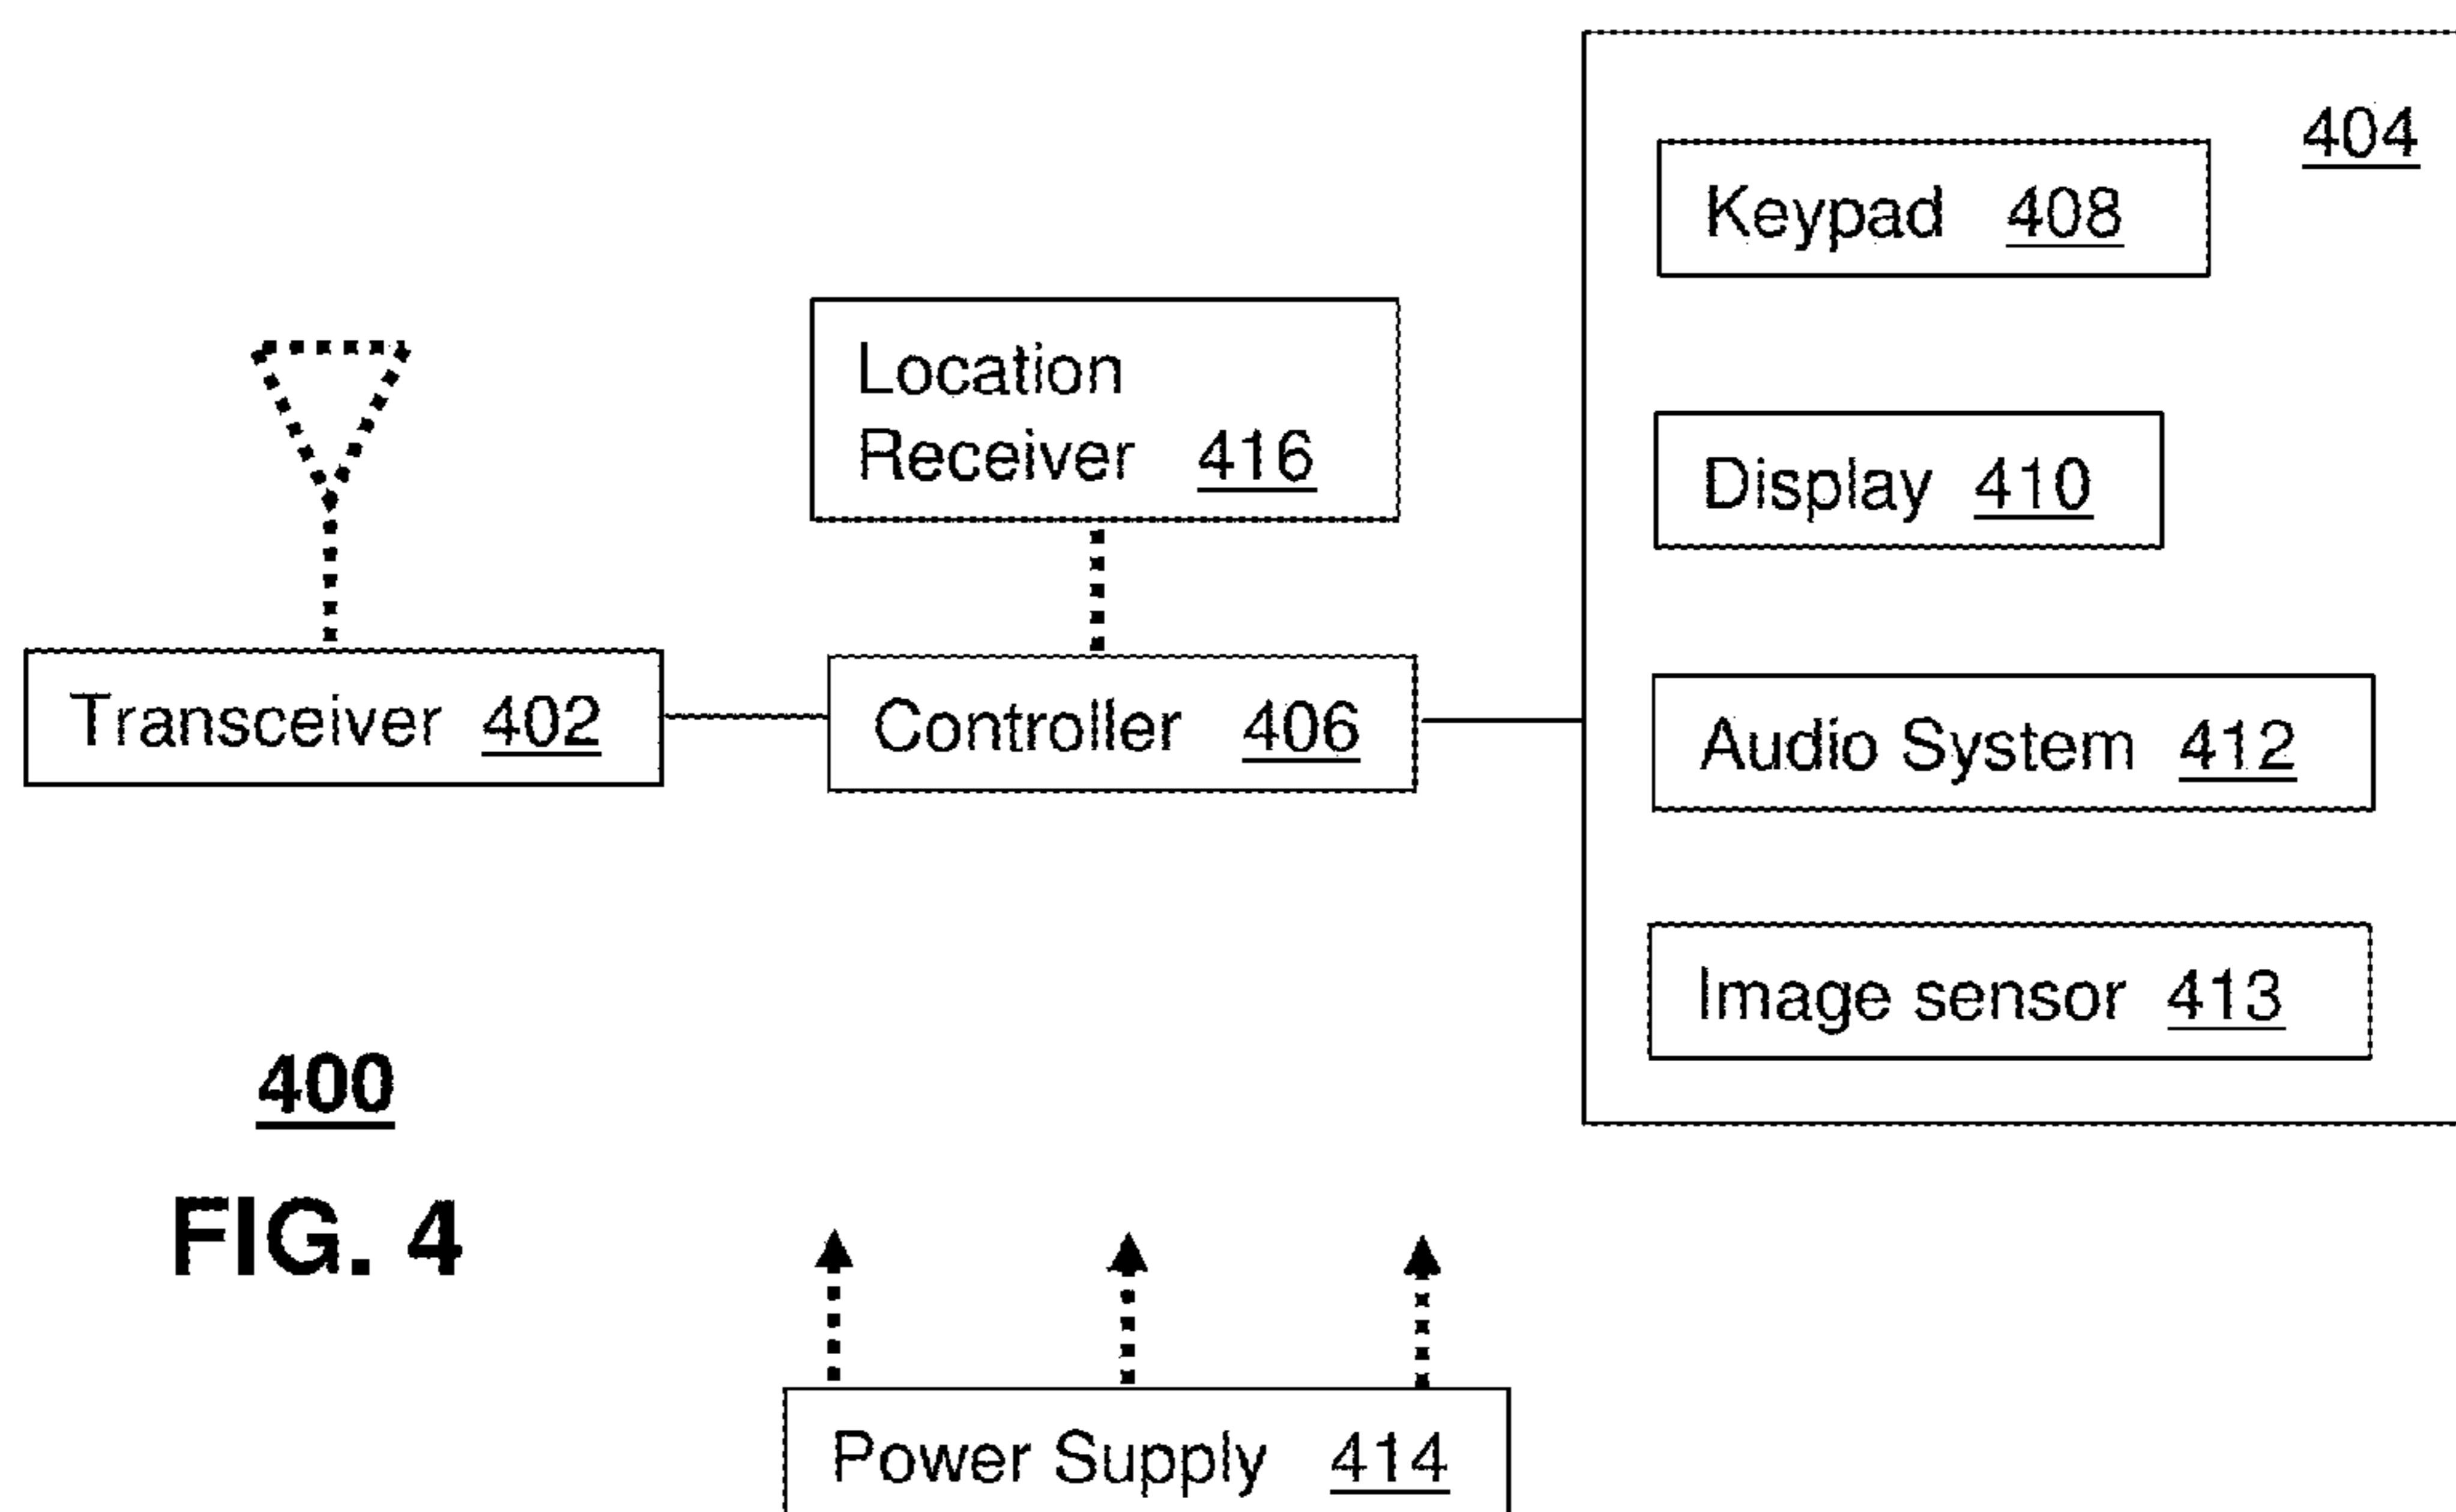 404
Keypad 408
Location
Receiver 416
Display 410
Transceiver 402
Controller 406
Audio System 412
Image sensor 413
400
FIG. 4
Power Supply 414